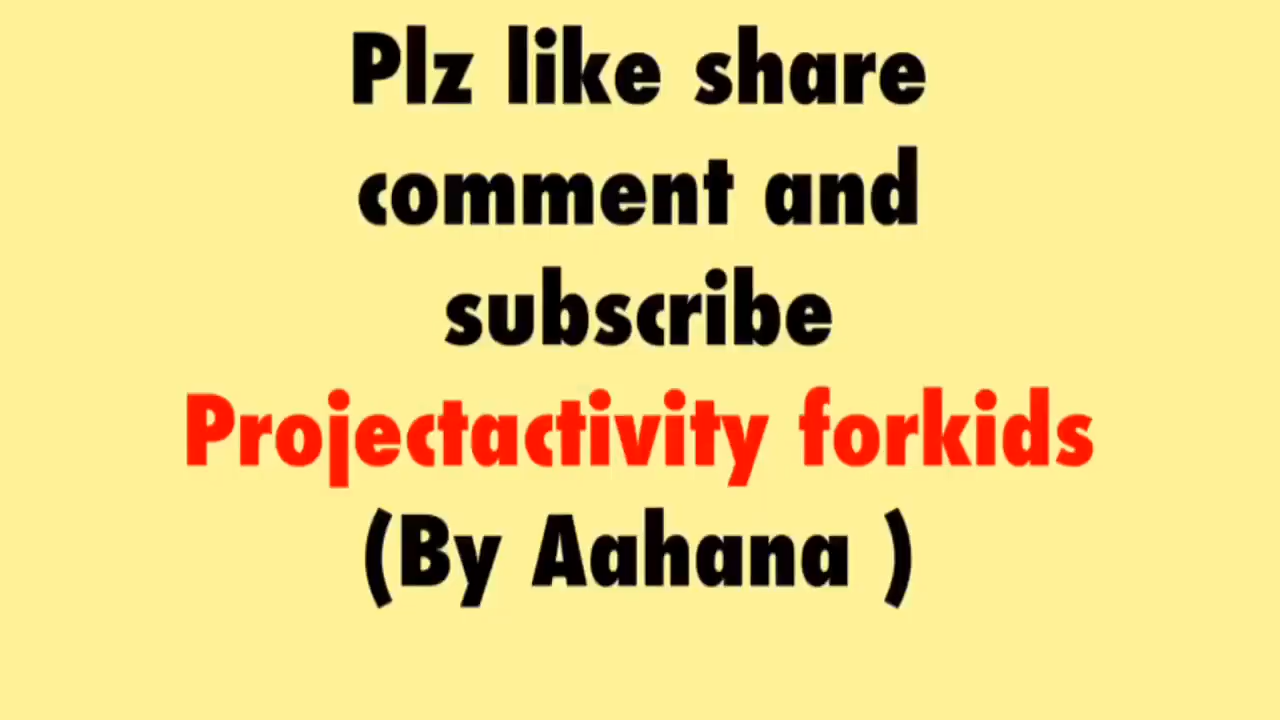 Plz like share
comment and
subscribe
Projectactivity forkids
(By Aahana )